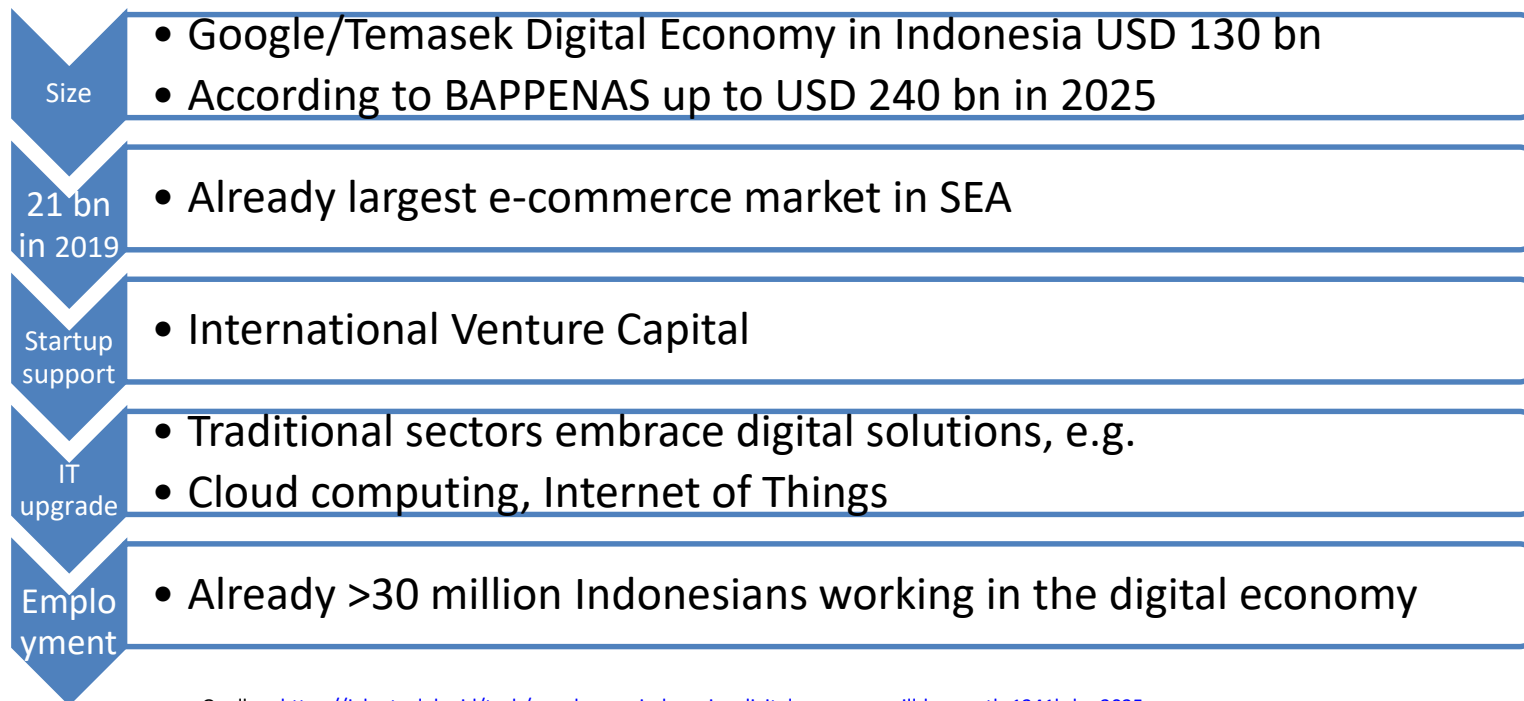 Size
• Google/Temasek Digital Economy in Indonesia USD 130 bn
• According to BAPPENAS up to USD 240 bn in 2025
21 bn
in 2019
• Already largest e-commerce market in SEA
Startup
support
• International Venture Capital
IT
upgrade
• Traditional sectors embrace digital solutions, e.g.
• Cloud computing, Internet of Things
Emplo
yment
• Already >30 million Indonesians working in the digital economy